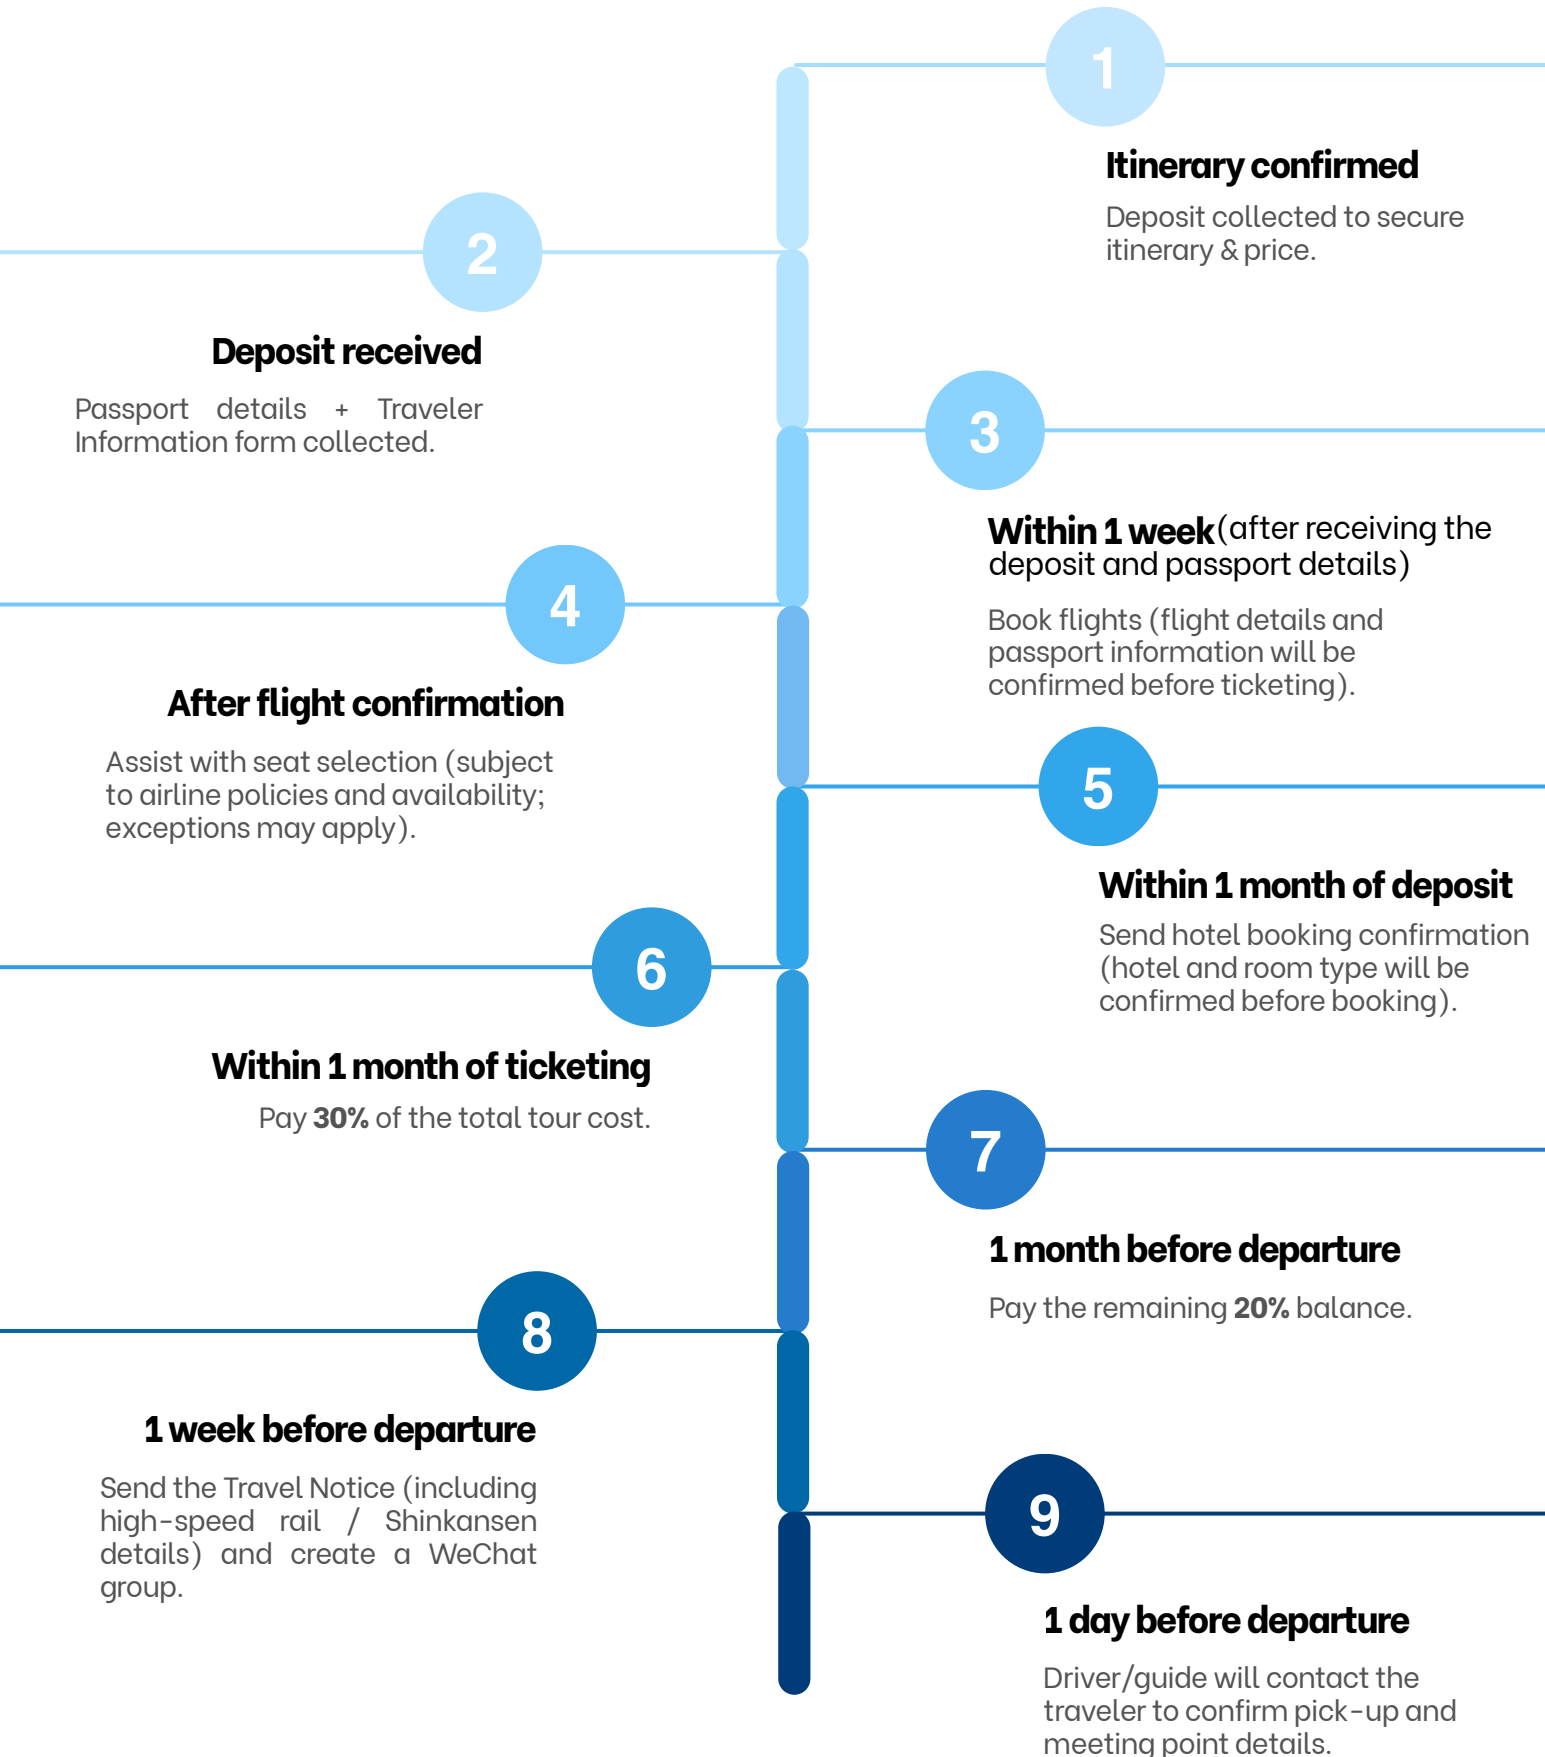 1
Itinerary confirmed
Deposit collected to secure
itinerary & price.
2
Deposit received
Passport details + Traveler
Information form collected.
3
Within 1 week (after receiving the
deposit and passport details)
Book flights (flight details and
passport information will be
confirmed before ticketing).
4
After flight confirmation
Assist with seat selection (subject
to airline policies and availability;
exceptions may apply).
5
Within 1 month of deposit
Send hotel booking confirmation
(hotel and room type will be
confirmed before booking).
6
Within 1 month of ticketing
Pay 30% of the total tour cost.
7
1 month before departure
Pay the remaining 20% balance.
8
1 week before departure
Send the Travel Notice (including
high-speed rail / Shinkansen
details) and create a WeChat
group.
9
1 day before departure
Driver/guide will contact the
traveler to confirm pick-up and
meeting point details.